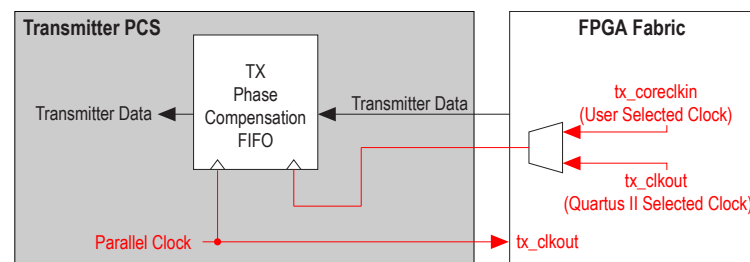 Transmitter PCS
FPGA Fabric
TX
Phase
Compensation
FIFO
Transmitter Data
Transmitter Data
tx_coreclkin
(User Selected Clock)
tx_clkout
(Quartus II Selected Clock)
Parallel Clock
tx_clkout